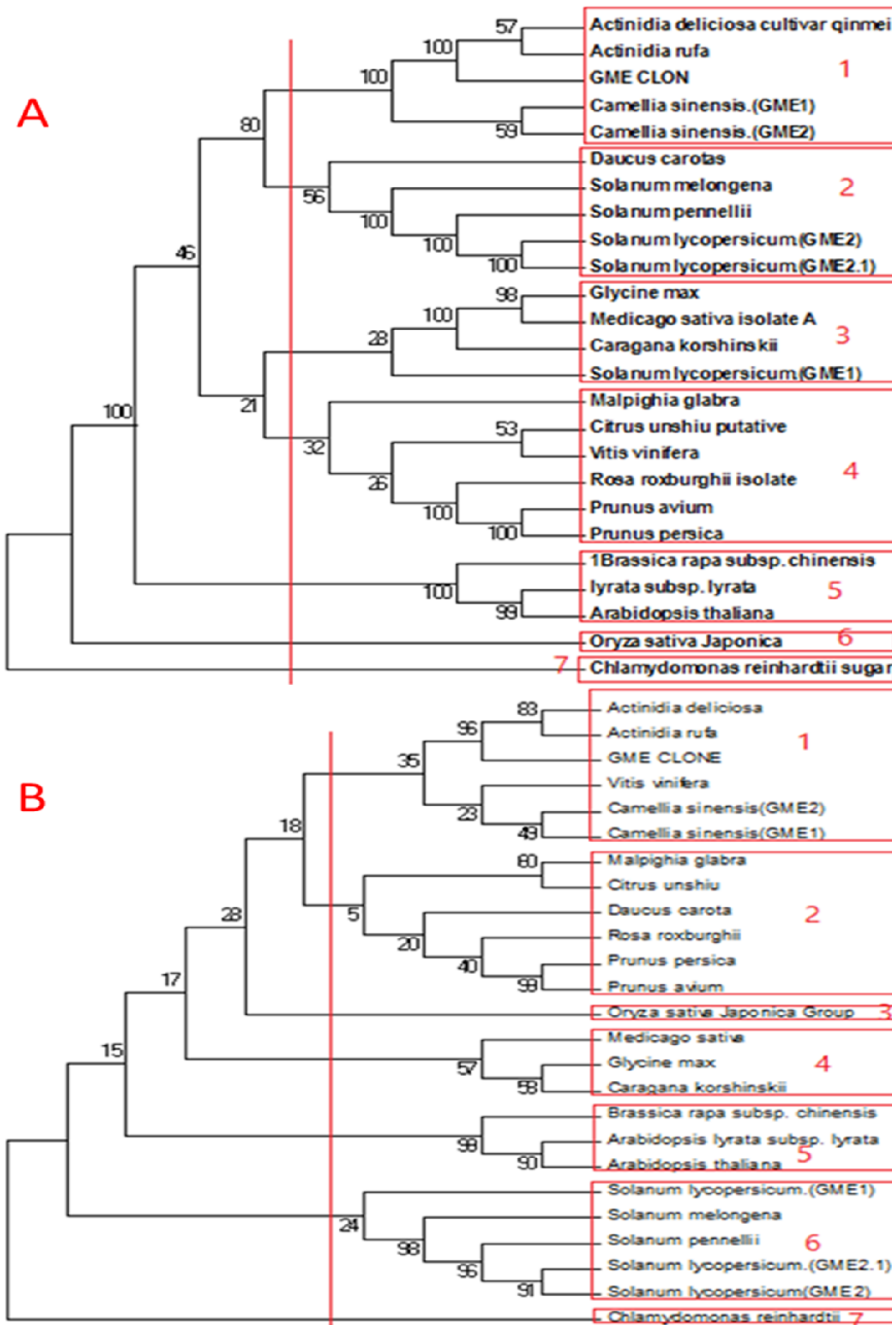 57
Actinidia deliciosa cultivar qinmei
100
Actinidia rufa
1
100
GME CLON
A
Camellia sinensis.(GME1)
80
59
Camellia sinensis.(GME2)
Daucus carotas
56
Solanum melongena
2
100
Solanum pennellii
46
100
Solanum lycopersicum.(GME2)
100
Solanum lycopersicum.(GME2.1)
98
Glycine max
100
Medicago sativa isolate A
28
Caragana korshinskii
3
21
Solanum lycopersicum.(GME1)
100
Malpighia glabra
32
53
Citrus unshiu putative
26
Vitis vinifera
4
Rosa roxburghii isolate
100
Prunus avium
100
Prunus persica
1Brassica rapa subsp. chinensis
100
lyrata subsp. lyrata
5
99
Arabidopsis thaliana
Oryza sativa Japonica
6
7
Chlamydomonas reinhardtii sugar
83
Actinidia deliciosa
96
Actinidia rufa
1
35
GME CLONE
B
Vitis vinifera
23
Camellia sinensis(GME2)
18
49
Camellia sinensis(GME1)
80
Malpighia glabra
Citrus unshiu
28
5
Daucus carota
2
20
Rosa roxburghii
40
Prunus persica
17
98
Prunus avium
Oryza sativa Japonica Group
3
Medicago sativa
15
57
Glycine max
4
58
Caragana korshinskii
Brassica rapa subsp. chinensis
98
Arabidopsis lyrata subsp. lyrata
90
Arabidopsis thaliana
5
Solanum lycopersicum.(GME1)
24
Solanum melongena
98
Solanum pennellii
6
96
Solanum lycopersicum.(GME2.1)
91
Solanum lycopersicum(GME2)
Chlamydomonas reinhardtii
7